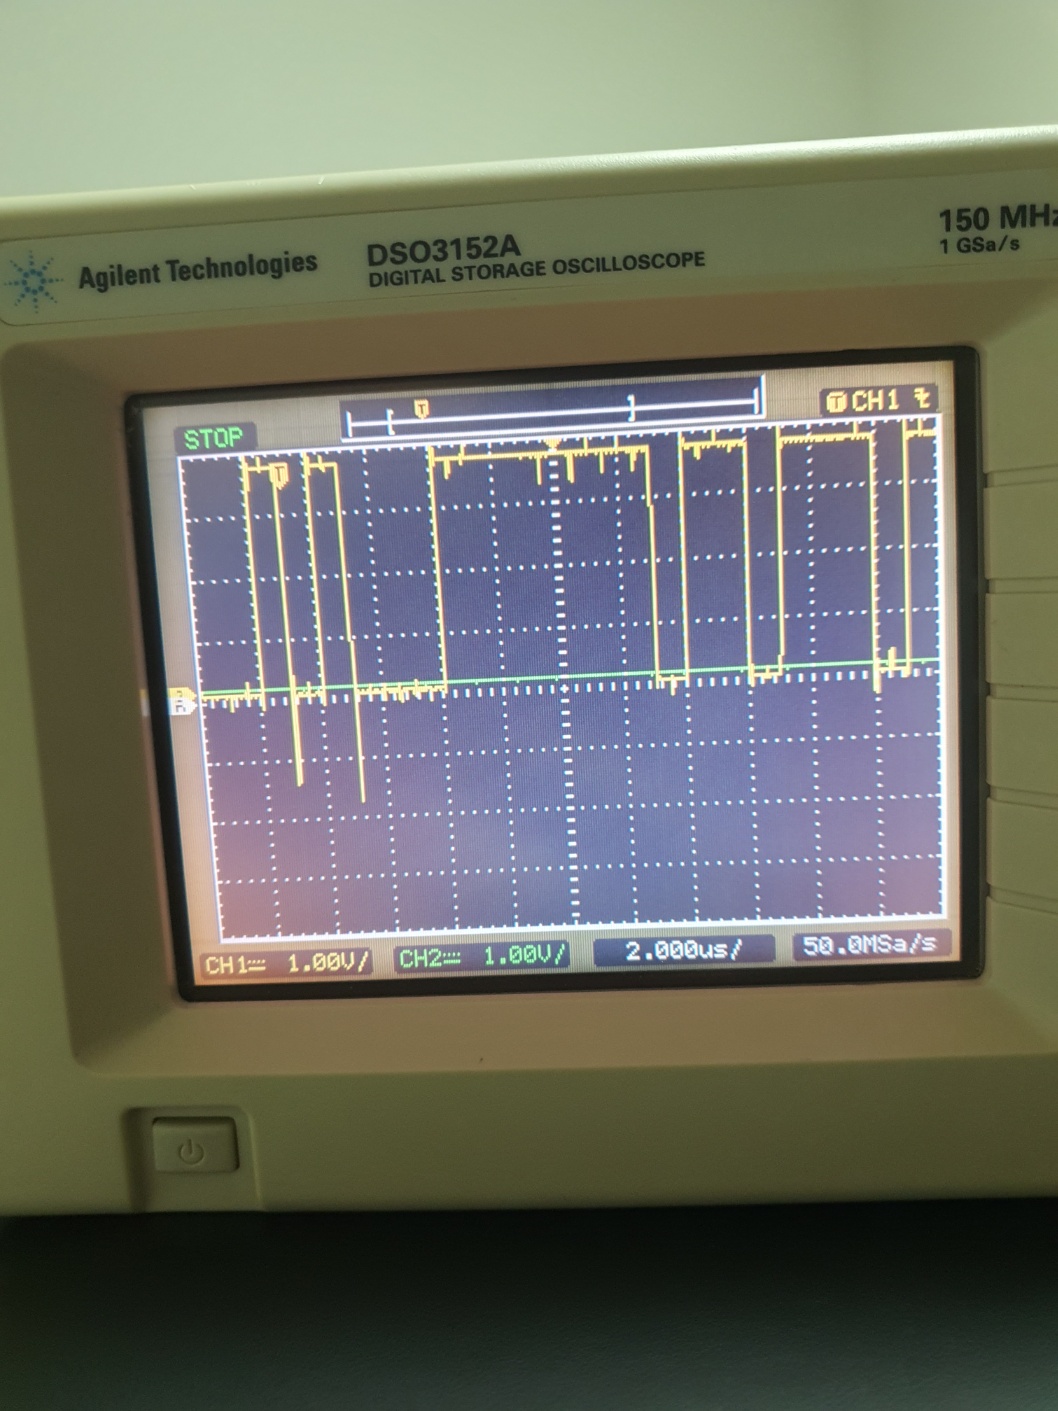 Agilent Technologies
DSO3152A
DIGITAL STORAGE OSCILLOSCOPE
150 MHz
1 GSa/s
STOP
T
T CH1
T
CH1 1.00V/
CH2 1.00V/
2.000us/
50.0MSa/s